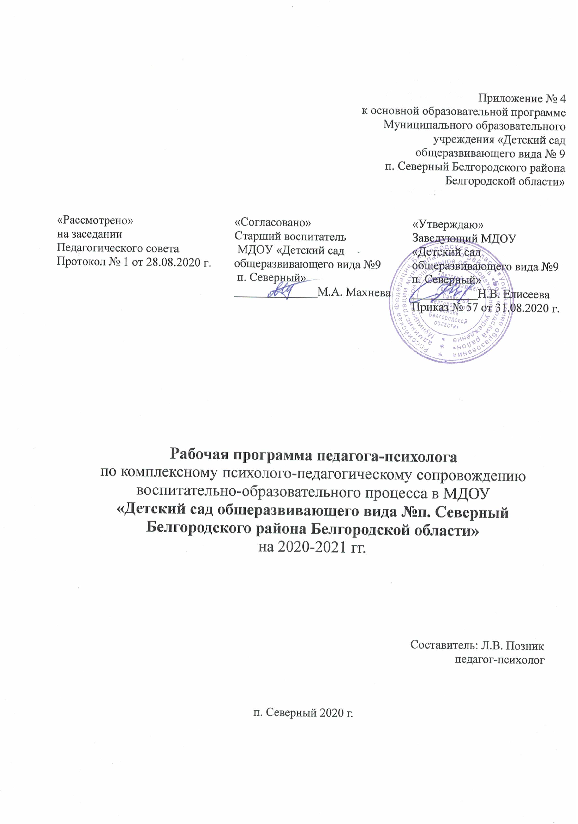 Приложение № 4
к основной образовательной программе
Муниципального образовательного
учреждения «Детский сад
общеразвивающего вида № 9
п. Северный Белгородского района
Белгородской области»
«Рассмотрено»
на заседании
Педагогического совета
Протокол № 1 от 28.08.2020 г.
«Согласовано»
Старший воспитатель
МДОУ «Детский сад
общеразвивающего вида №9
п. Северный»
М.А. Махнева
«Утверждаю»
Заведующий МДОУ
«Детский сад
общеразвивающего вида №9
п. Северный»
Н.В. Елисеева
Приказ № 57 от 31.08.2020 г.
Рабочая программа педагога-психолога
по комплексному психолого-педагогическому сопровождению
воспитательно-образовательного процесса в МДОУ
«Детский сад общеразвивающего вида №п. Северный
Белгородского района Белгородской области»
на 2020-2021 гг.
Составитель: Л.В. Позник
педагог-психолог
п. Северный 2020 г.